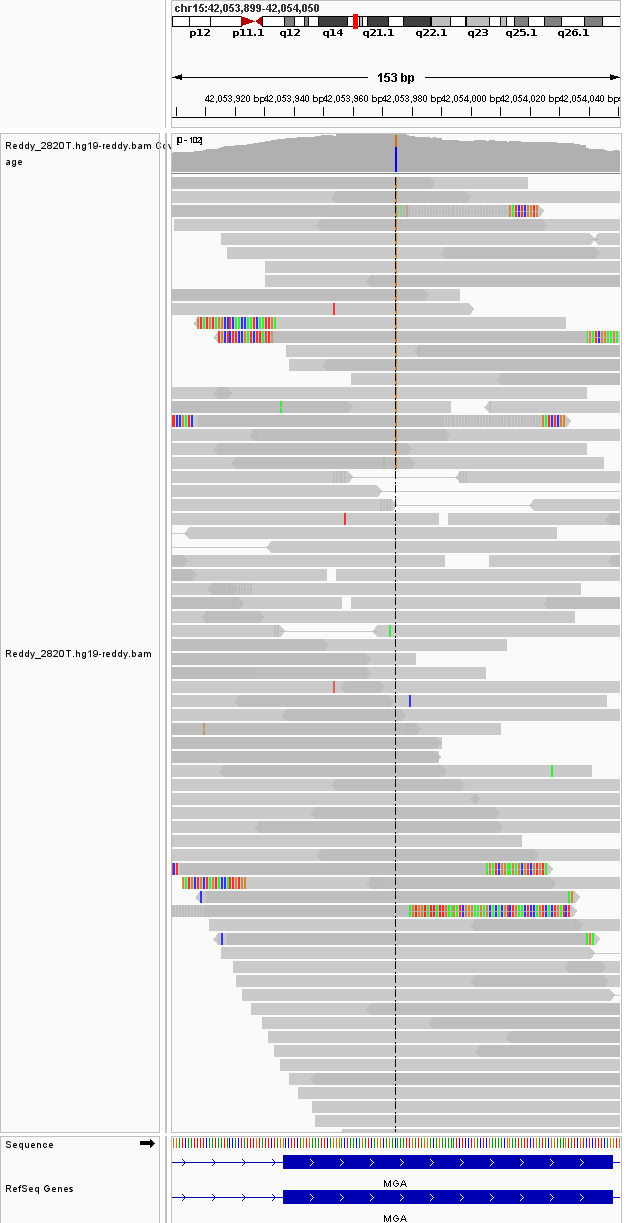 chr15:42,053,899-42,054,050
p12 p11.1 q12 q14 q21.1 q22.1 q23 q25.1 q26.1
153 bp
42,053,920 bp 42,053,940 bp 42,053,960 bp 42,053,980 bp 42,054,000 bp 42,054,020 bp 42,054,040 bp
Reddy_2820T.hg19-reddy.bam Cov
age
[0 - 102]
Reddy_2820T.hg19-reddy.bam
Sequence
MGA
RefSeq Genes
MGA